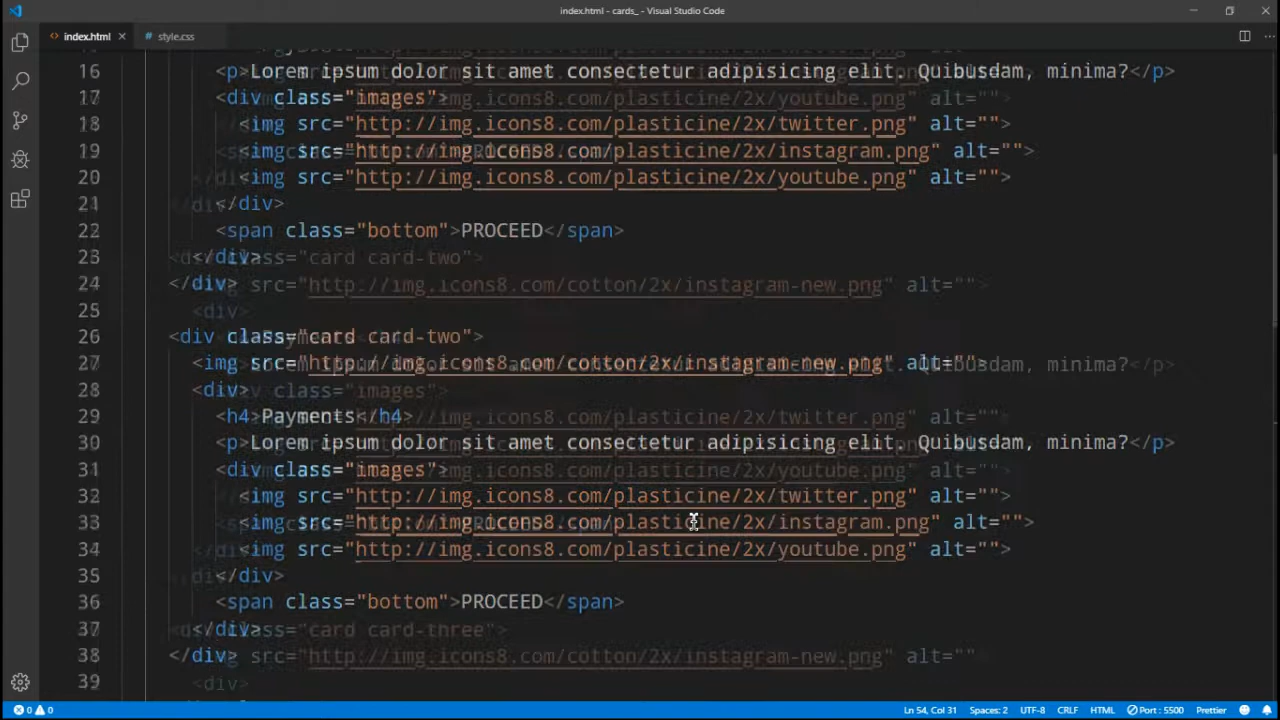 index.html - cards_ - Visual Studio Code
index.html
style.css
16 <p>Lorem ipsum dolor sit amet consectetur adipisicing elit. Quibusdam, minima?</p>
17 <div class="images">
18 <img src="http://img.icons8.com/plasticine/2x/twitter.png" alt="">
19 <img src="http://img.icons8.com/plasticine/2x/instagram.png" alt="">
20 <img src="http://img.icons8.com/plasticine/2x/youtube.png" alt="">
21 </div>
22 <span class="bottom">PROCEED</span>
23 </div>
24 </div>
25
26 <div class="card card-two">
27 <img src="http://img.icons8.com/cotton/2x/instagram-new.png" alt="">
28 <div>
29 <h4>Payments</h4>
30 <p>Lorem ipsum dolor sit amet consectetur adipisicing elit. Quibusdam, minima?</p>
31 <div class="images">
32 <img src="http://img.icons8.com/plasticine/2x/twitter.png" alt="">
33 <img src="http://img.icons8.com/plasticine/2x/instagram.png" alt="">
34 <img src="http://img.icons8.com/plasticine/2x/youtube.png" alt="">
35 </div>
36 <span class="bottom">PROCEED</span>
37 </div>
38 </div>
39
0 0 Ln 54, Col 31 Spaces: 2 UTF-8 CRLF HTML Port : 5500 Prettier